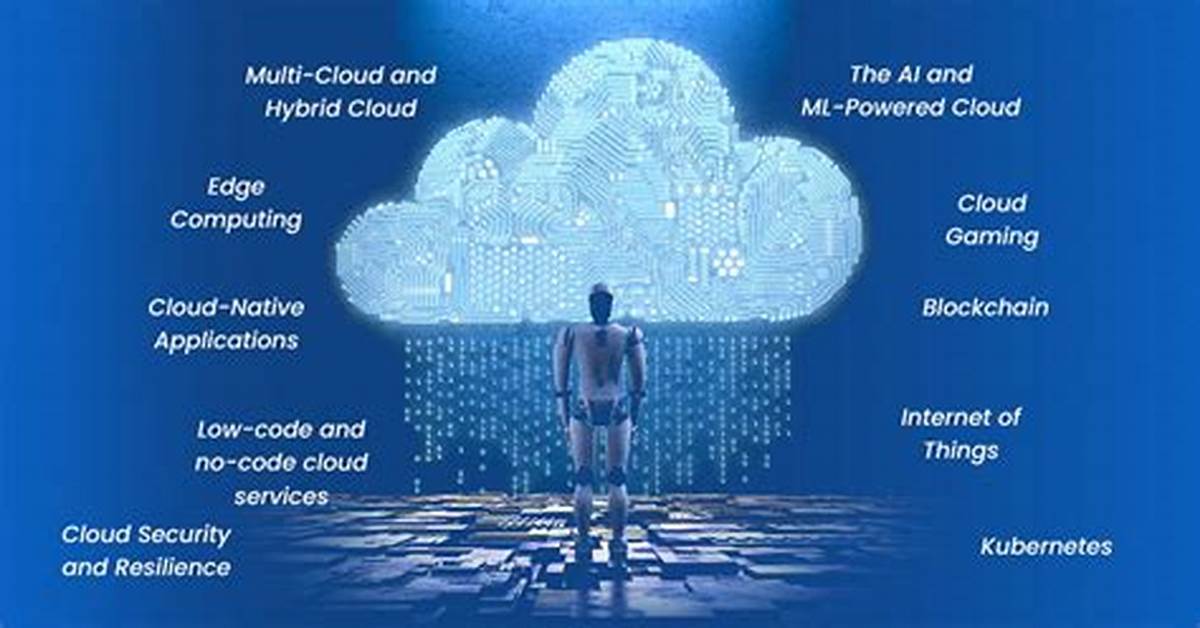 Multi-Cloud and
Hybrid Cloud
Edge
Computing
Cloud-Native
Applications
Low-code and
no-code cloud
services
Cloud Security
and Resilience
The AI and
ML-Powered Cloud
Cloud
Gaming
Blockchain
Internet of
Things
Kubernetes